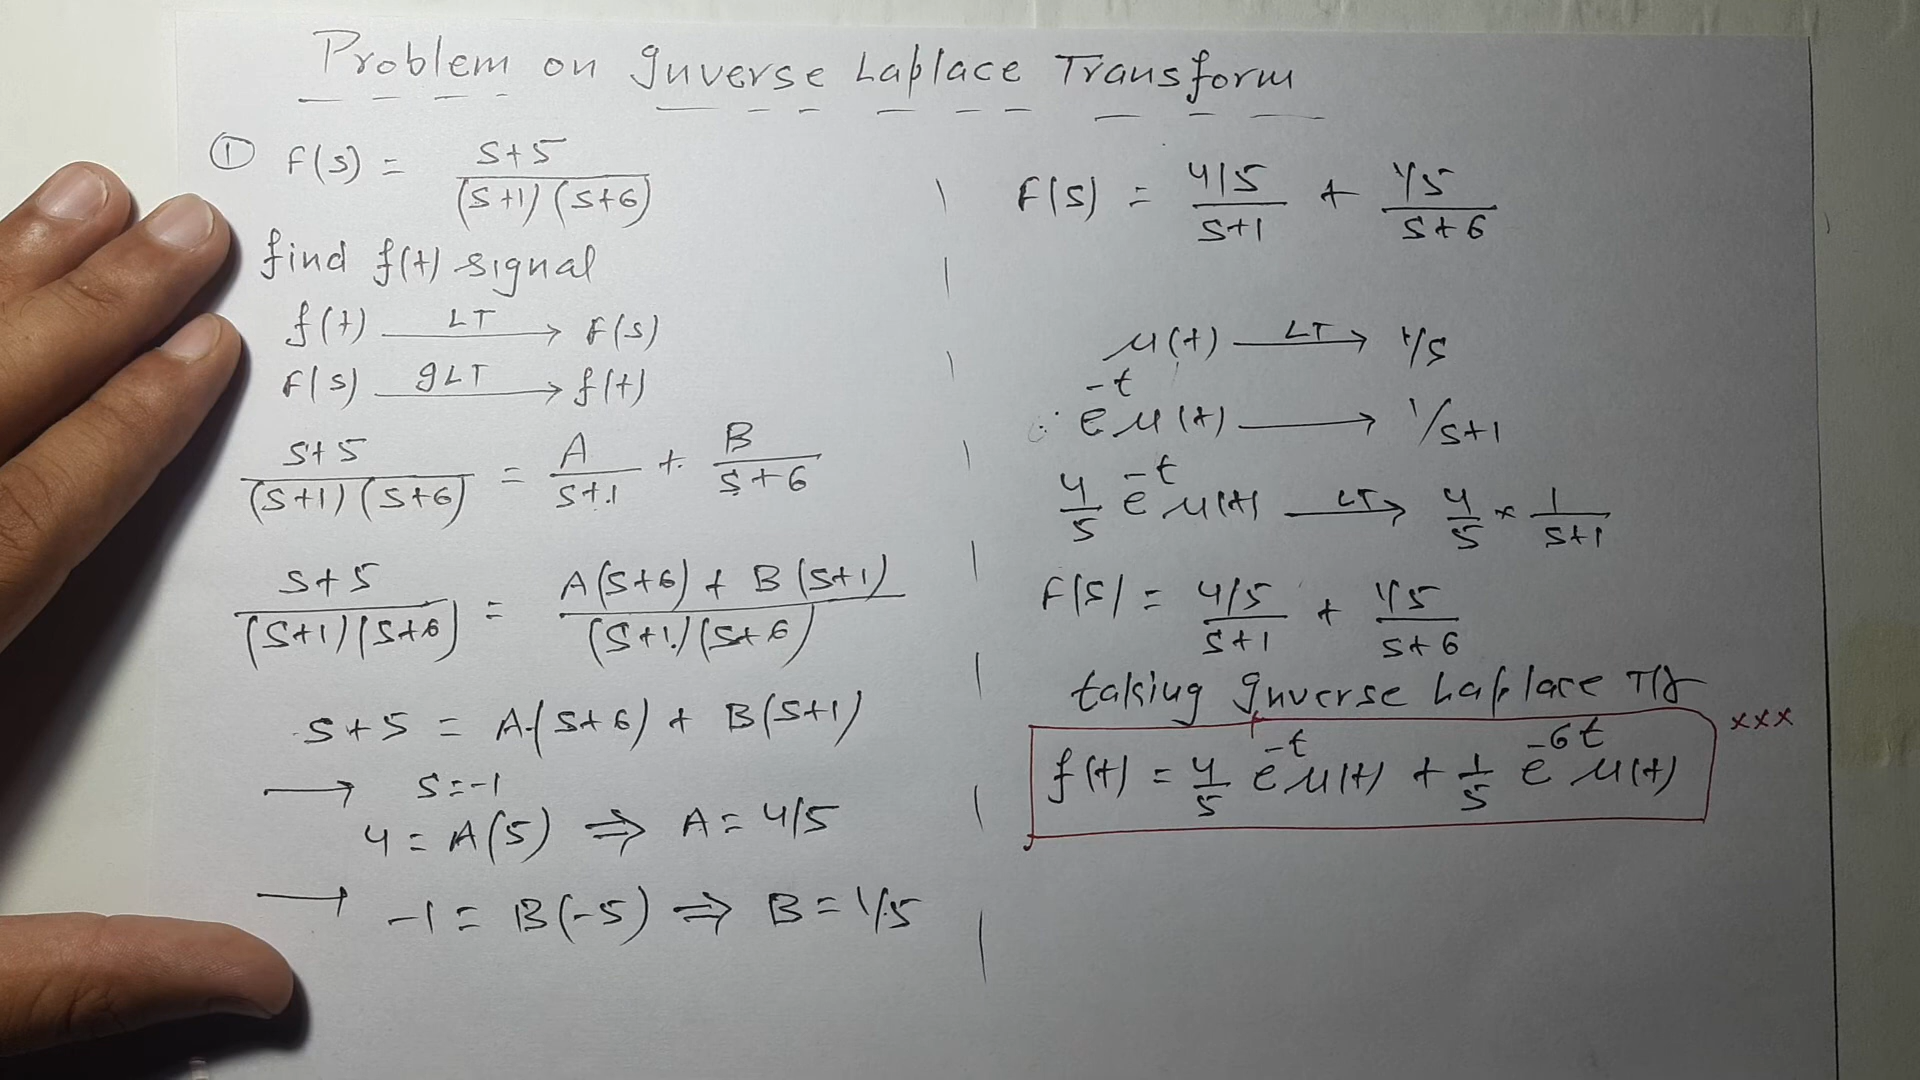 Problem on Inverse Laplace Transform
① F(s) = s+5 / (s+1)(s+6)
find f(t) signal
f(t) —LT→ F(s)
F(s) —ILT→ f(t)
s+5 / (s+1)(s+6) = A / s+1 + B / s+6
s+5 / (s+1)(s+6) = A(s+6) + B(s+1) / (s+1)(s+6)
s+5 = A(s+6) + B(s+1)
→ s=-1
4 = A(5) ⇒ A = 4/5
→ -1 = B(-5) ⇒ B = 1/5
F(s) = 4/5 / s+1 + 1/5 / s+6
u(t) —LT→ 1/s
e^-t u(t) → 1/s+1
4/5 e^-t u(t) —LT→ 4/5 × 1/s+1
F(s) = 4/5 / s+1 + 1/5 / s+6
taking Inverse Laplace
f(t) = 4/5 e^-t u(t) + 1/5 e^-6t u(t) xxx